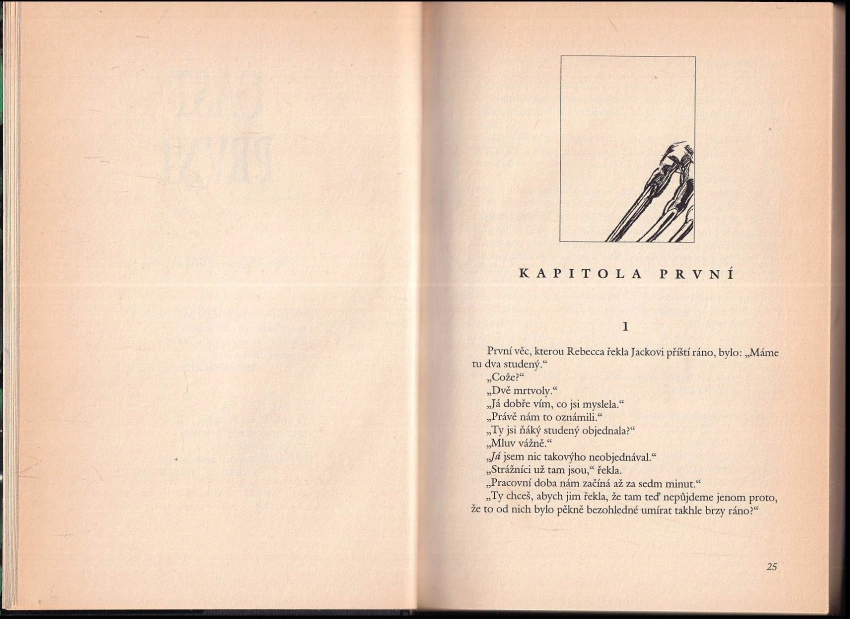 KAPITOLA PRVNÍ
1
První věc, kterou Rebecca řekla Jackovi příští ráno, bylo: „Máme
tu dva studený.“
„Cože?“
„Dvě mrtvoly.“
„Já dobře vím, co jsi myslela.“
„Právě nám to oznámili.“
„Ty jsi ňáký studený objednala?“
„Mluv vážně.“
„Já jsem nic takovýho neobjednával.“
„Strážníci už tam jsou,“ řekla.
„Pracovní doba nám začíná až za sedm minut.“
„Ty chceš, abych jim řekla, že tam teď nepůjdeme jenom proto,
že to od nich bylo pěkně bezohledné umírat takhle brzy ráno?“
25